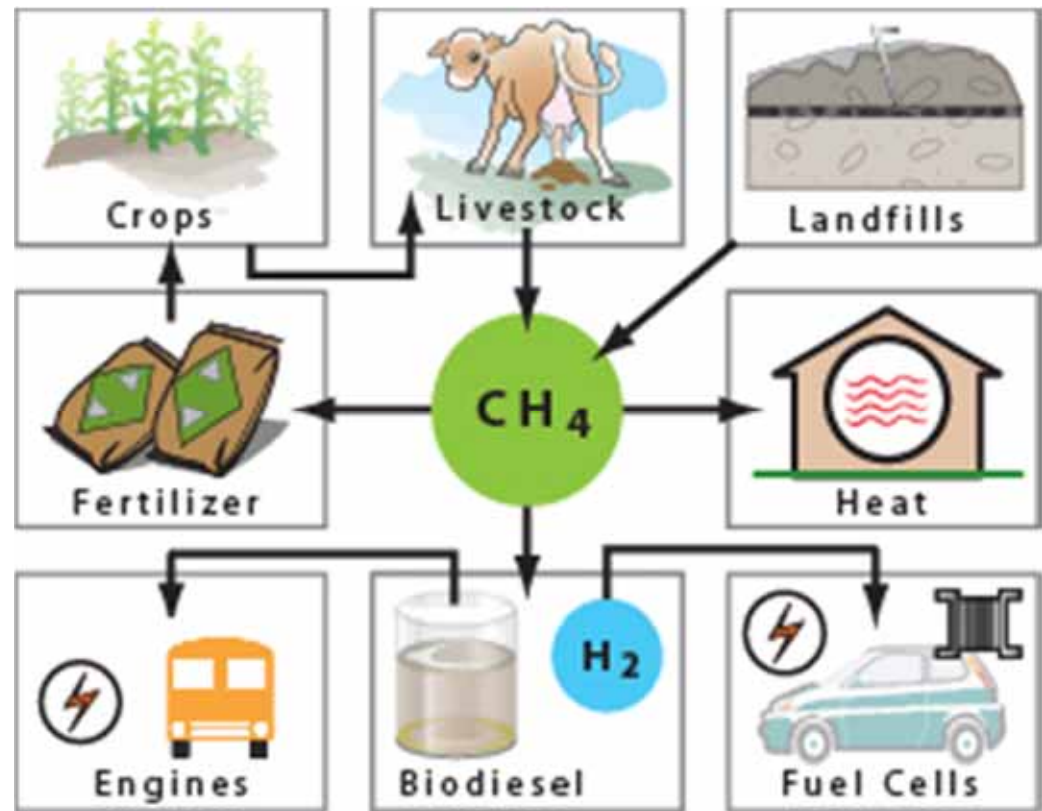 Crops
Livestock
Landfills
CH4
Fertilizer
Heat
H2
Engines
Biodiesel
Fuel Cells